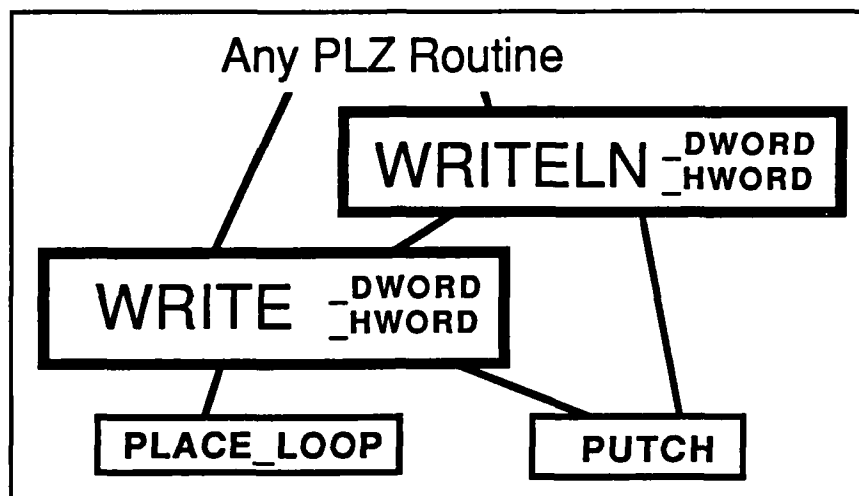 Any PLZ Routine
WRITELN _DWORD
_HWORD
WRITE _DWORD
_HWORD
PLACE_LOOP
PUTCH